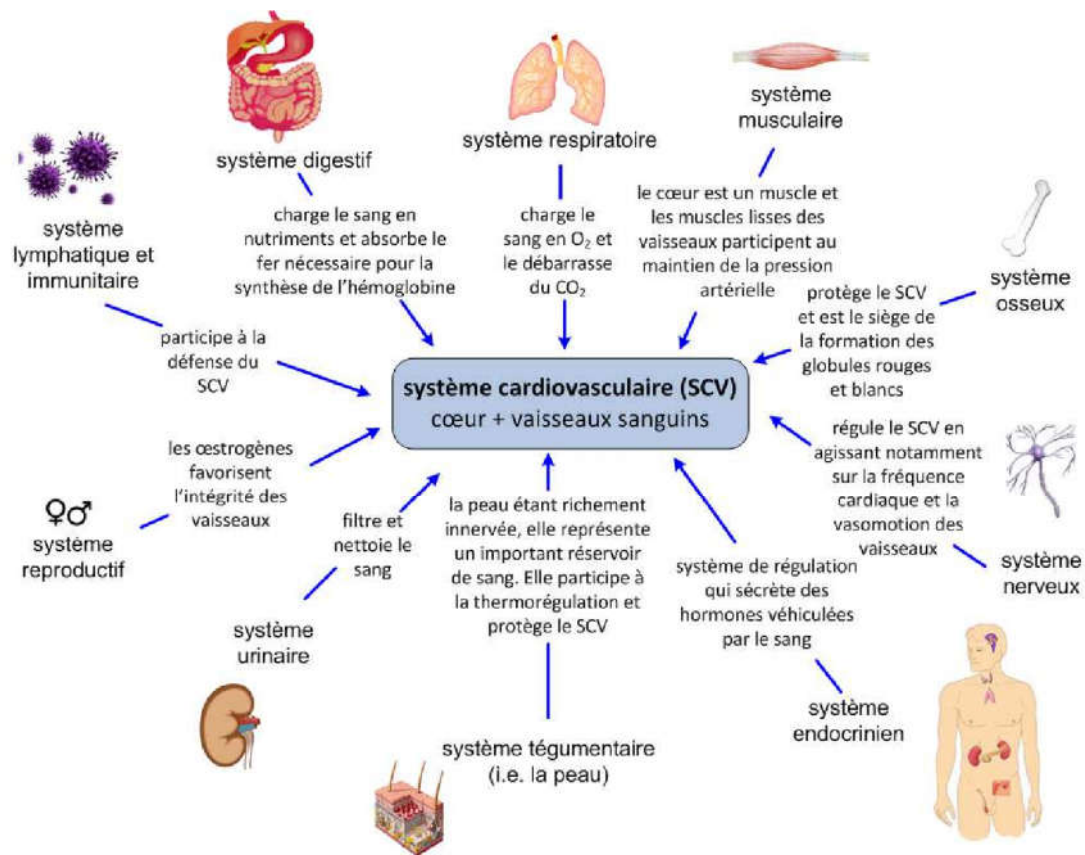 système digestif
charge le sang en
nutriments et absorbe le
fer nécessaire pour la
synthèse de l'hémoglobine
système respiratoire
charge le
sang en O₂ et
le débarrasse
du CO₂
système
musculaire
le cœur est un muscle et
les muscles lisses des
vaisseaux participent au
maintien de la pression
artérielle
système
lymphatique et
immunitaire
participe à la
défense du
SCV
système
osseux
protège le SCV
et est le siège de
la formation des
globules rouges
et blancs
système cardiovasculaire (SCV)
cœur + vaisseaux sanguins
les œstrogènes
favorisent
l'intégrité des
vaisseaux
♀♂
système
reproductif
filtre et
nettoie le
sang
système
urinaire
la peau étant richement
innervée, elle représente
un important réservoir
de sang. Elle participe à
la thermorégulation et
protège le SCV
système tégumentaire
(i.e. la peau)
système de régulation
qui sécrète des
hormones véhiculées
par le sang
système
endocrinien
régule le SCV en
agissant notamment
sur la fréquence
cardiaque et la
vasomotion des
vaisseaux
système
nerveux